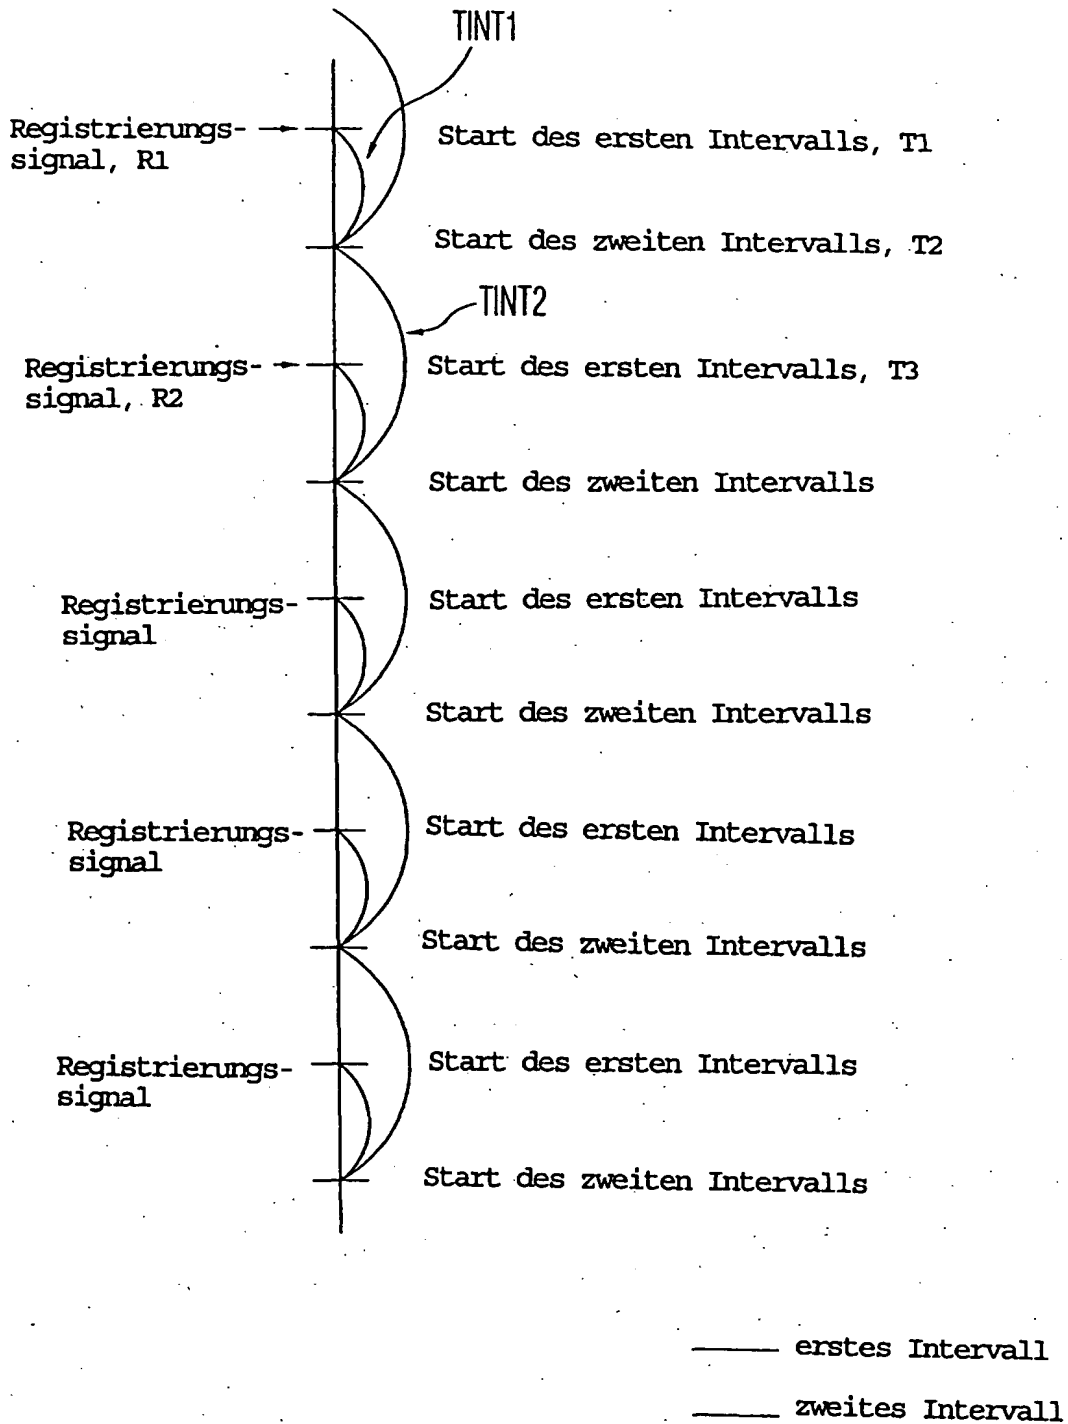 TINT1
Registrierungs-
signal, R1
Start des ersten Intervalls, T1
Start des zweiten Intervalls, T2
TINT2
Registrierungs-
signal, R2
Start des ersten Intervalls, T3
Start des zweiten Intervalls
Registrierungs-
signal
Start des ersten Intervalls
Start des zweiten Intervalls
Registrierungs-
signal
Start des ersten Intervalls
Start des zweiten Intervalls
Registrierungs-
signal
Start des ersten Intervalls
Start des zweiten Intervalls
erstes Intervall
zweites Intervall